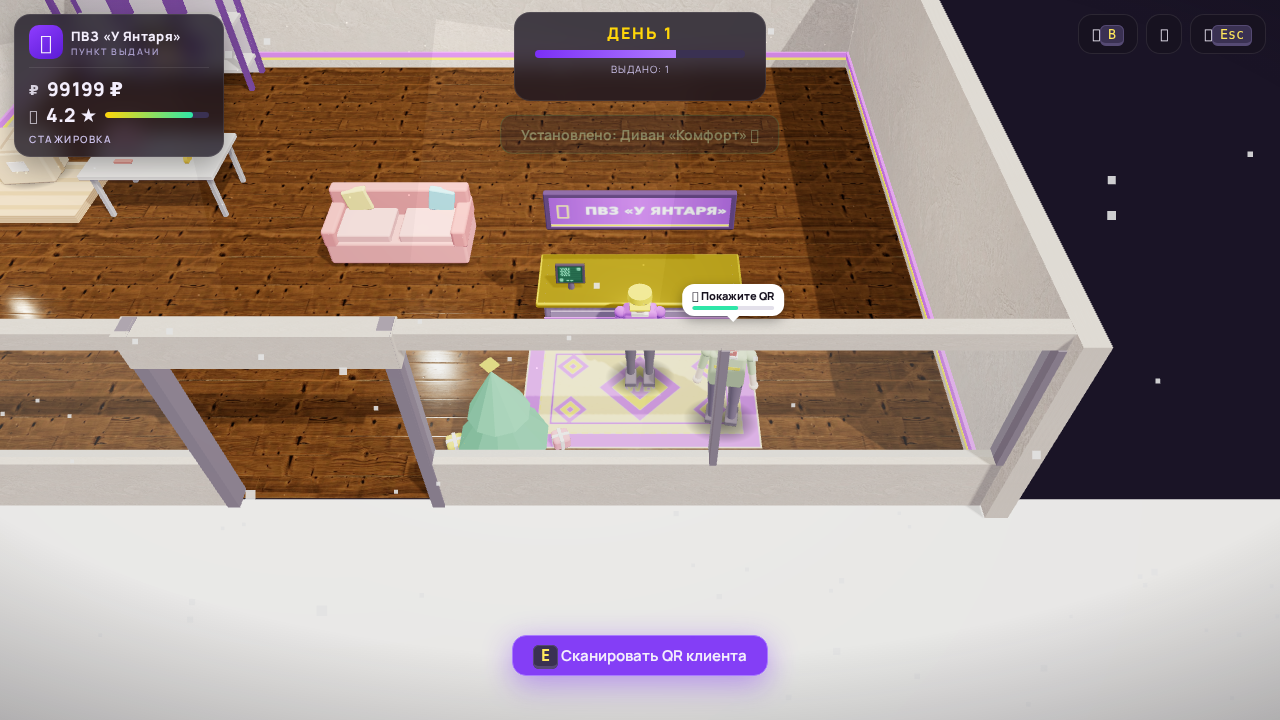 ПВЗ «У Янтаря»
ПУНКТ ВЫДАЧИ
₽ 99199 ₽
4.2 ★
СТАЖИРОВКА
ДЕНЬ 1
ВЫДАНО: 1
B
Esc
Установлено: Диван «Комфорт»
ПВЗ «У ЯНТАРЯ»
Покажите QR
E Сканировать QR клиента